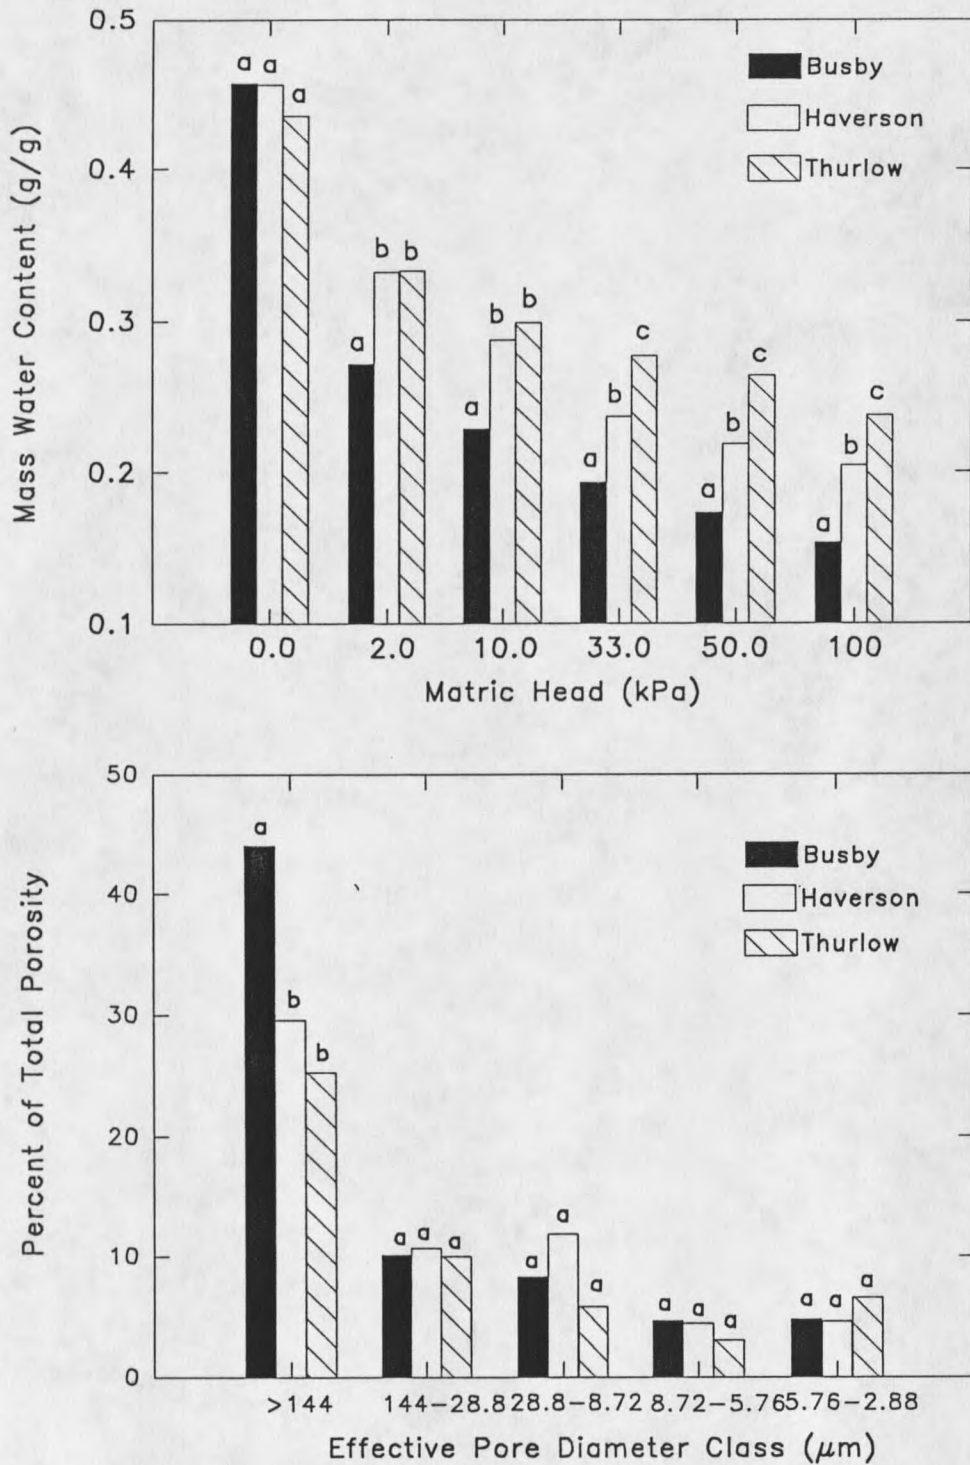 0.5
0.4
0.3
0.2
0.1
Mass Water Content (g/g)
Busby
Haverson
Thurlow
a a a
a b b
a b b
a b c
a b c
a b c
0.0 2.0 10.0 33.0 50.0 100
Matric Head (kPa)
50
40
30
20
10
0
Percent of Total Porosity
Busby
Haverson
Thurlow
a b b
a a a
a a a
a a a
a a a
>144 144-28.8 28.8-8.72 8.72-5.76 5.76-2.88
Effective Pore Diameter Class (μm)